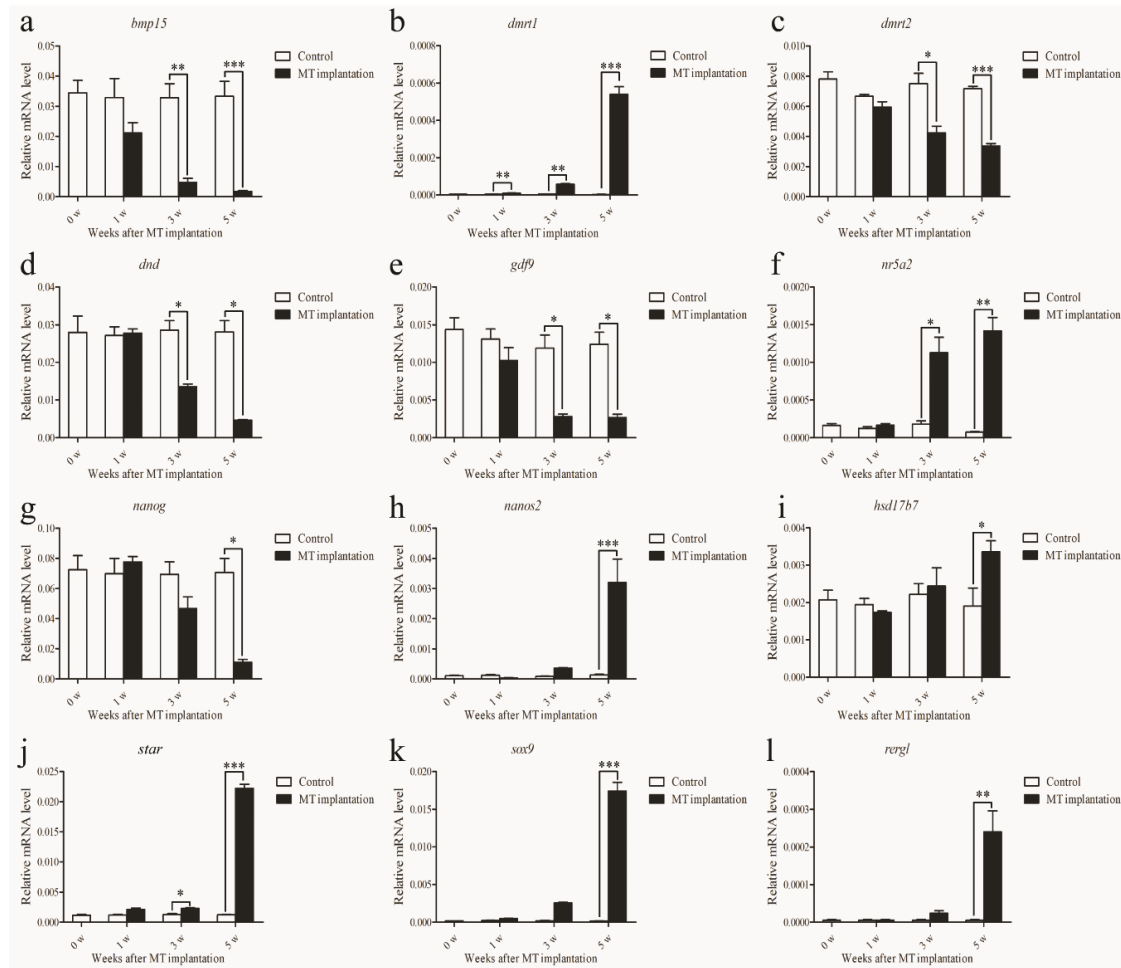 a
bmp15
Relative mRNA level
0.05
0.04
0.03
0.02
0.01
0.00
**
***
Control
MT implantation
0 w
1 w
3 w
5 w
Weeks after MT implantation
b
dmrt1
Relative mRNA level
0.0008
0.0006
0.0004
0.0002
0.0000
**
**
***
Control
MT implantation
0 w
1 w
3 w
5 w
Weeks after MT implantation
c
dmrt2
Relative mRNA level
0.010
0.008
0.006
0.004
0.002
0.000
*
***
Control
MT implantation
0 w
1 w
3 w
5 w
Weeks after MT implantation
d
dnd
Relative mRNA level
0.04
0.03
0.02
0.01
0.00
*
*
Control
MT implantation
0 w
1 w
3 w
5 w
Weeks after MT implantation
e
gdf9
Relative mRNA level
0.020
0.015
0.010
0.005
0.000
*
*
Control
MT implantation
0 w
1 w
3 w
5 w
Weeks after MT implantation
f
nr5a2
Relative mRNA level
0.0020
0.0015
0.0010
0.0005
0.0000
*
**
Control
MT implantation
0 w
1 w
3 w
5 w
Weeks after MT implantation
g
nanog
Relative mRNA level
0.10
0.08
0.06
0.04
0.02
0.00
*
Control
MT implantation
0 w
1 w
3 w
5 w
Weeks after MT implantation
h
nanos2
Relative mRNA level
0.005
0.004
0.003
0.002
0.001
0.000
***
Control
MT implantation
0 w
1 w
3 w
5 w
Weeks after MT implantation
i
hsd17b7
Relative mRNA level
0.004
0.003
0.002
0.001
0.000
*
Control
MT implantation
0 w
1 w
3 w
5 w
Weeks after MT implantation
j
star
Relative mRNA level
0.025
0.020
0.015
0.010
0.005
0.000
*
***
Control
MT implantation
0 w
1 w
3 w
5 w
Weeks after MT implantation
k
sox9
Relative mRNA level
0.020
0.015
0.010
0.005
0.000
***
Control
MT implantation
0 w
1 w
3 w
5 w
Weeks after MT implantation
l
rergl
Relative mRNA level
0.0004
0.0003
0.0002
0.0001
0.0000
**
Control
MT implantation
0 w
1 w
3 w
5 w
Weeks after MT implantation